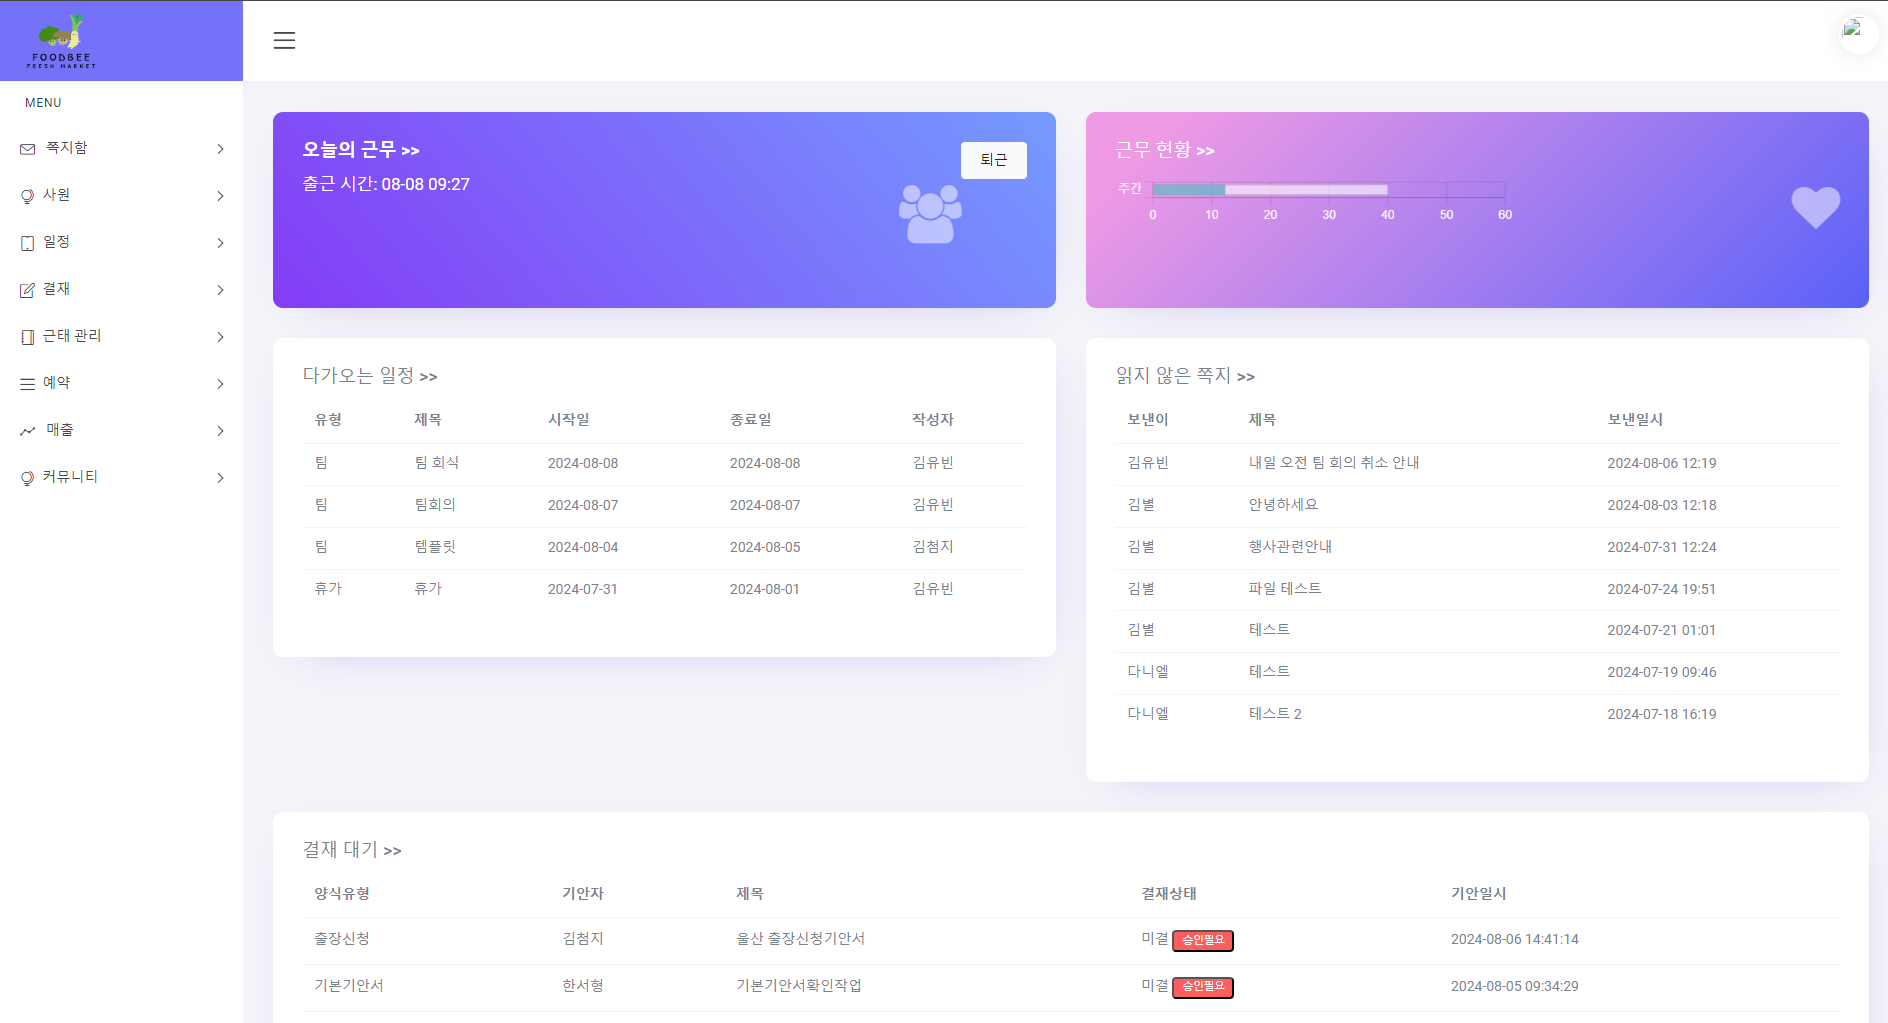 FOODBEE
FRESH MARKET
MENU
쪽지함
사원
일정
결재
근태 관리
예약
매출
커뮤니티
오늘의 근무 >>
퇴근
출근 시간: 08-08 09:27
근무 현황 >>
주간
0 10 20 30 40 50 60
다가오는 일정 >>
유형 제목 시작일 종료일 작성자
팀 팀 회식 2024-08-08 2024-08-08 김유빈
팀 팀회의 2024-08-07 2024-08-07 김유빈
팀 템플릿 2024-08-04 2024-08-05 김첨지
휴가 휴가 2024-07-31 2024-08-01 김유빈
읽지 않은 쪽지 >>
보낸이 제목 보낸일시
김유빈 내일 오전 팀 회의 취소 안내 2024-08-06 12:19
김별 안녕하세요 2024-08-03 12:18
김별 행사관련안내 2024-07-31 12:24
김별 파일 테스트 2024-07-24 19:51
김별 테스트 2024-07-21 01:01
다니엘 테스트 2024-07-19 09:46
다니엘 테스트 2 2024-07-18 16:19
결재 대기 >>
양식유형 기안자 제목 결재상태 기안일시
출장신청 김첨지 울산 출장신청기안서 미결 승인필요 2024-08-06 14:41:14
기본기안서 한서형 기본기안서확인작업 미결 승인필요 2024-08-05 09:34:29